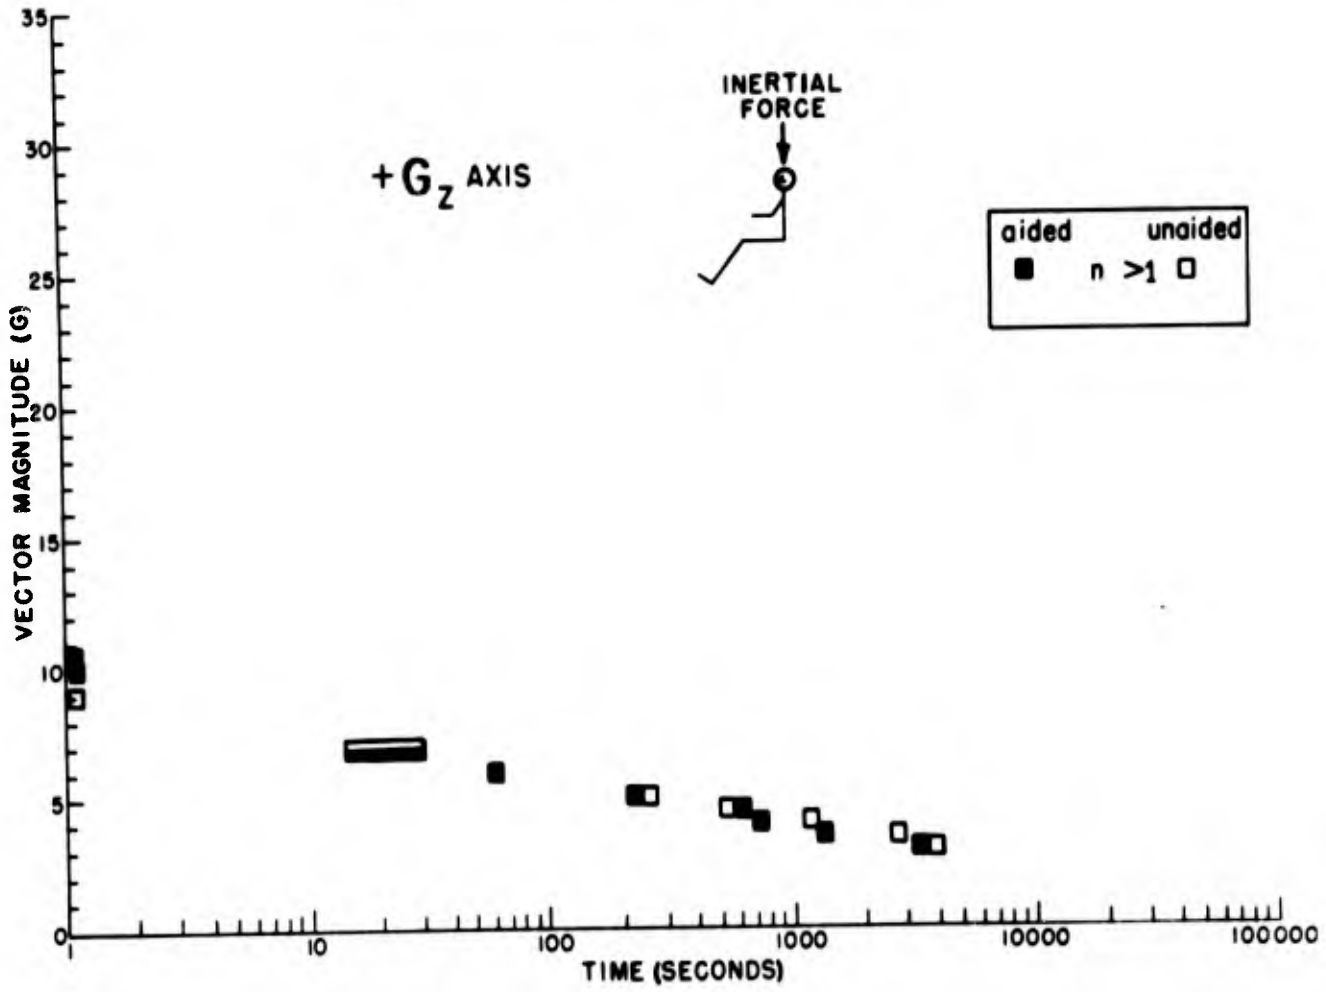 35
INERTIAL
FORCE
30
+G_Z AXIS
aided unaided
n >1
25
VECTOR MAGNITUDE (G)
20
15
10
5
0
1 10 100 1000 10000 100000
TIME (SECONDS)